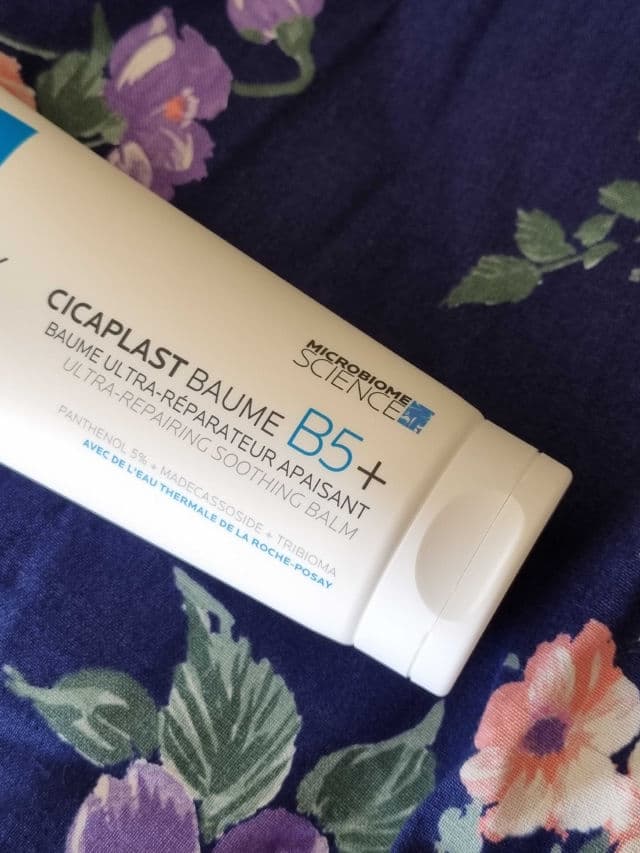 CICAPLAST BAUME B5+
BAUME ULTRA-RÉPARATEUR APAISANT
ULTRA-REPAIRING SOOTHING BALM
PANTHENOL 5% + MADECASSOSIDE + TRIBIOMA
AVEC DE L'EAU THERMALE DE LA ROCHE-POSAY
MICROBIOME
SCIENCE